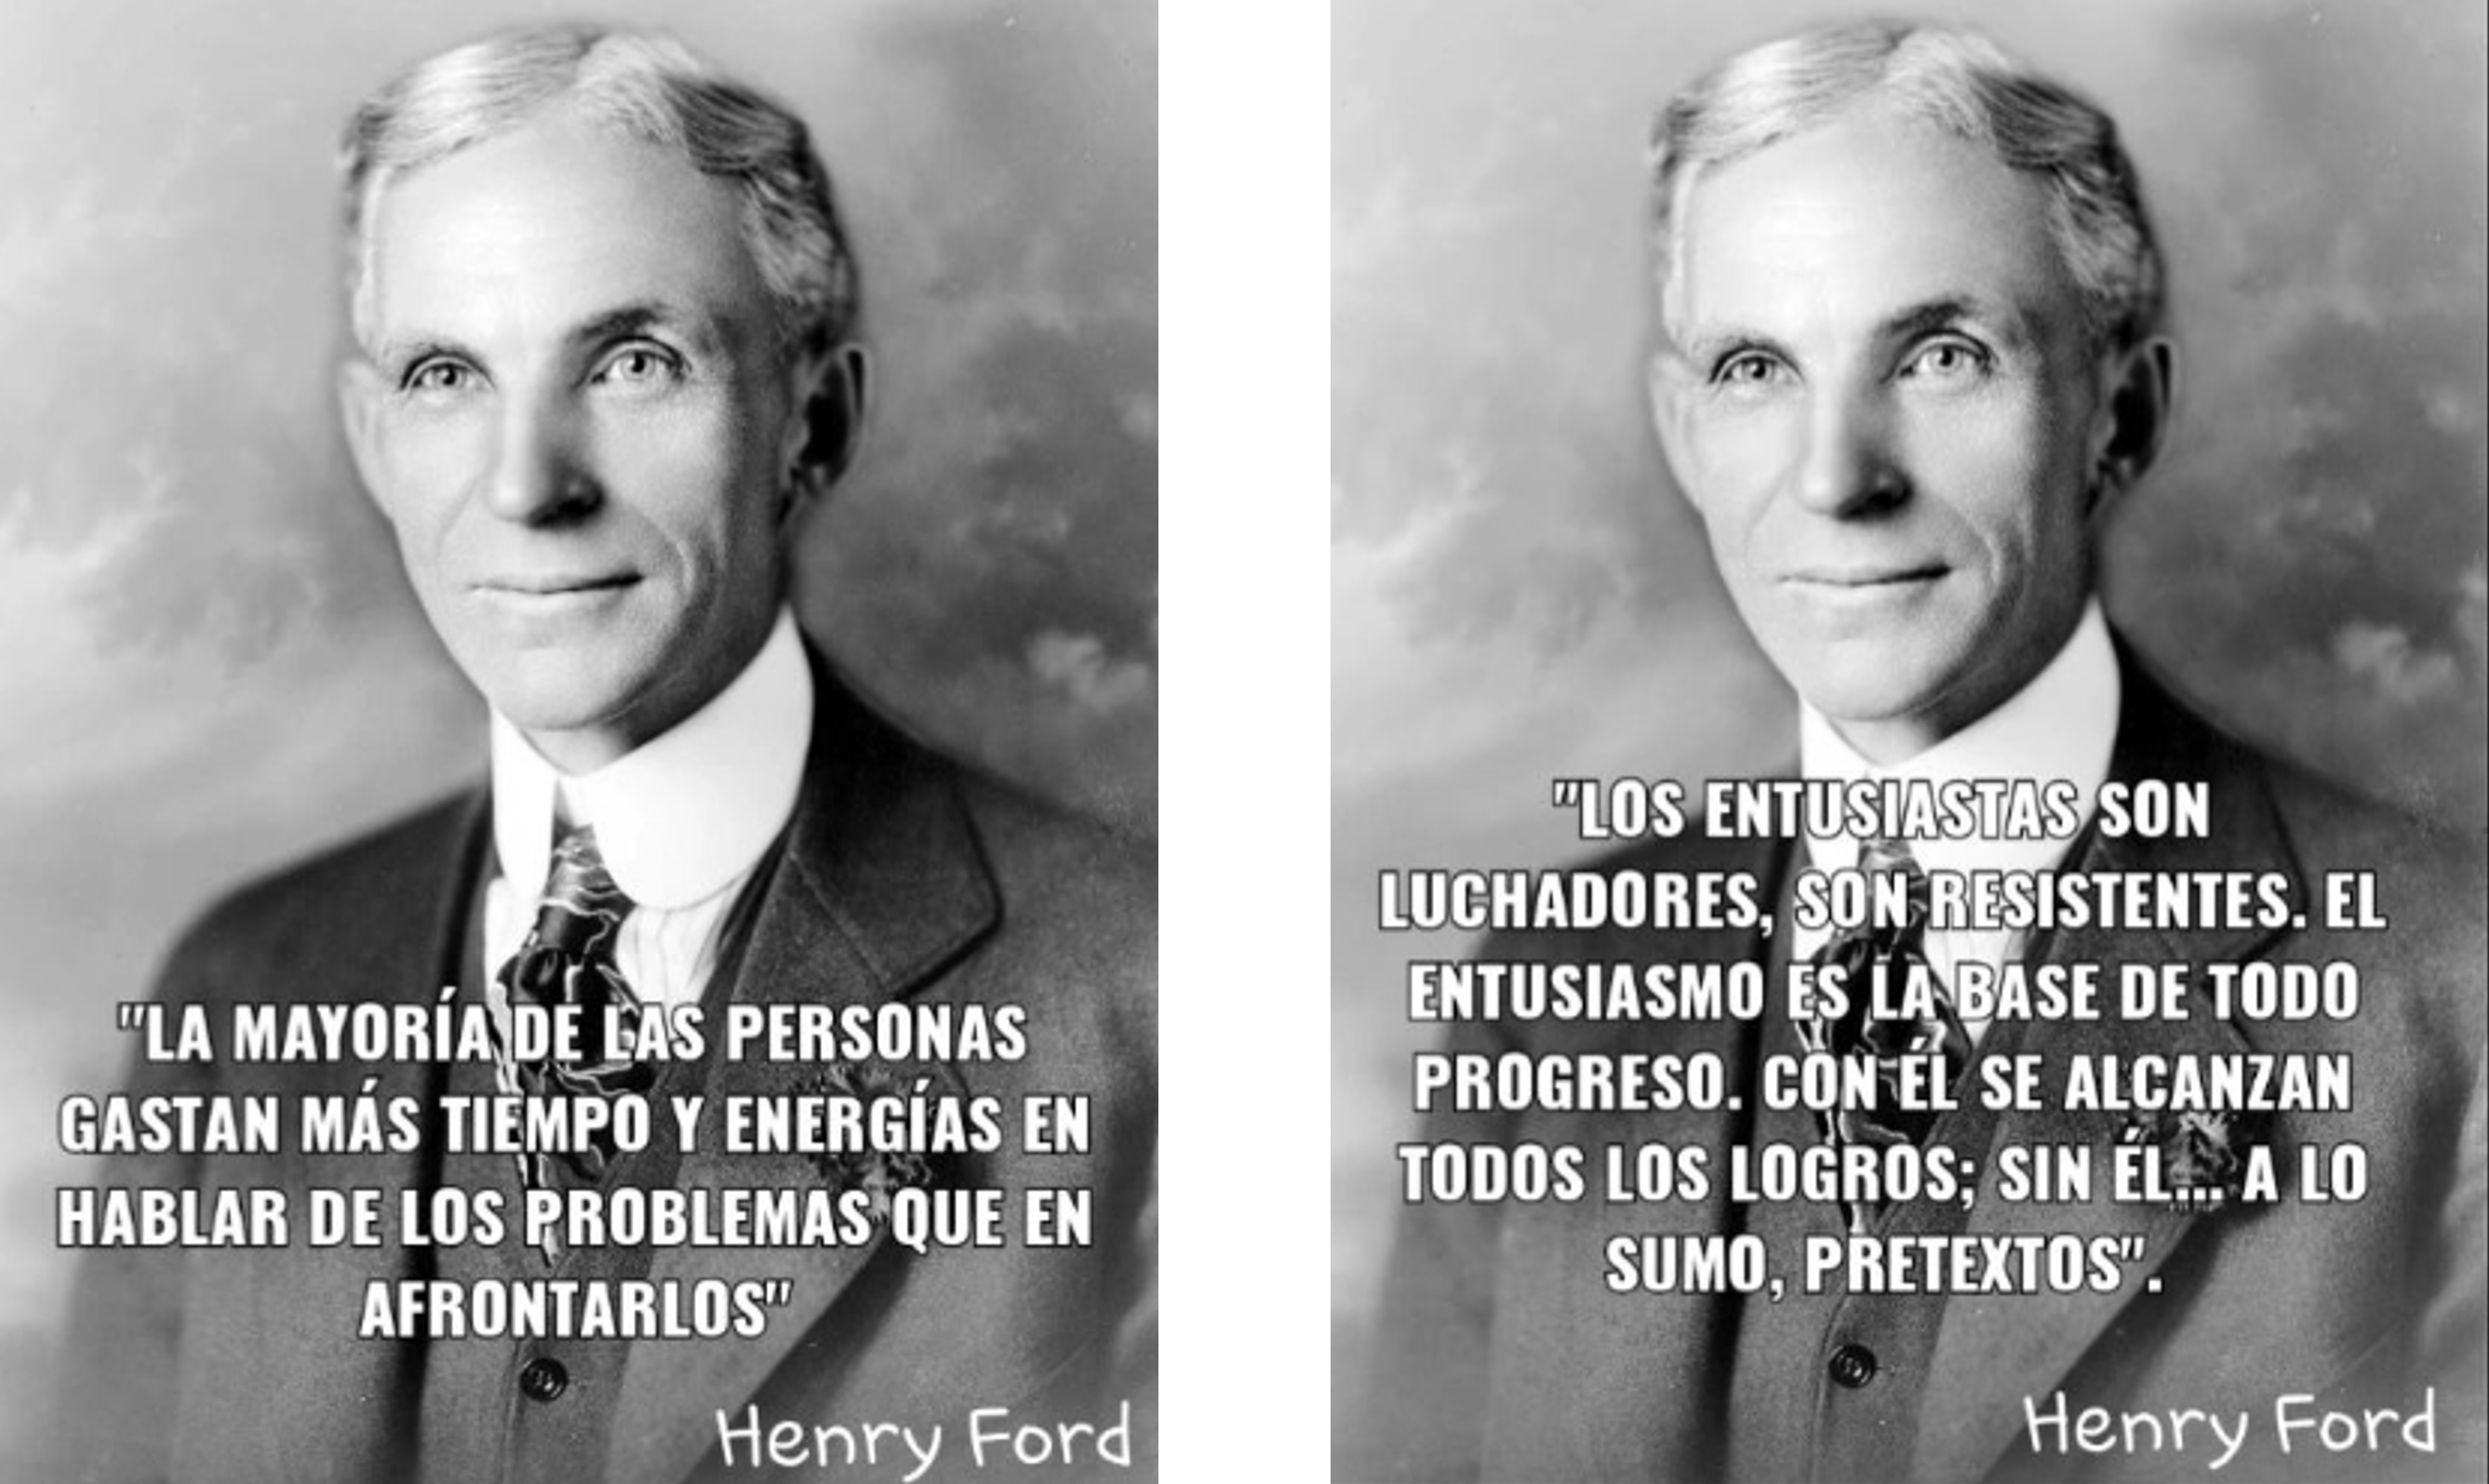 "LA MAYORÍA DE LAS PERSONAS
GASTAN MÁS TIEMPO Y ENERGÍAS EN
HABLAR DE LOS PROBLEMAS QUE EN
AFRONTARLOS"
Henry Ford
"LOS ENTUSIASTAS SON
LUCHADORES, SON RESISTENTES. EL
ENTUSIASMO ES LA BASE DE TODO
PROGRESO. CON ÉL SE ALCANZAN
TODOS LOS LOGROS; SIN ÉL... A LO
SUMO, PRETEXTOS".
Henry Ford